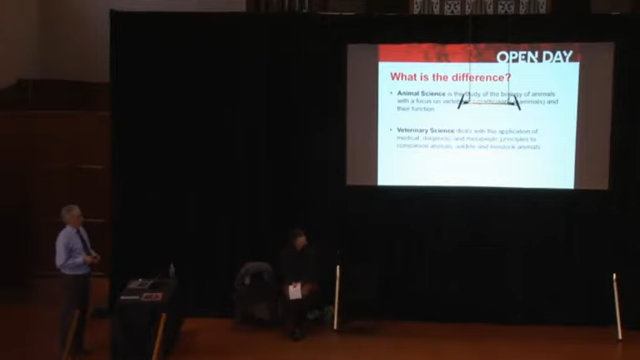 OPEN DAY
What is the difference?
Animal Science is the study of the biology of animals
with a focus on mammals) and
their function.
Veterinary Science deals with the application of
medical, diagnostic and therapeutic principles to
companion animals, wildlife and livestock animals